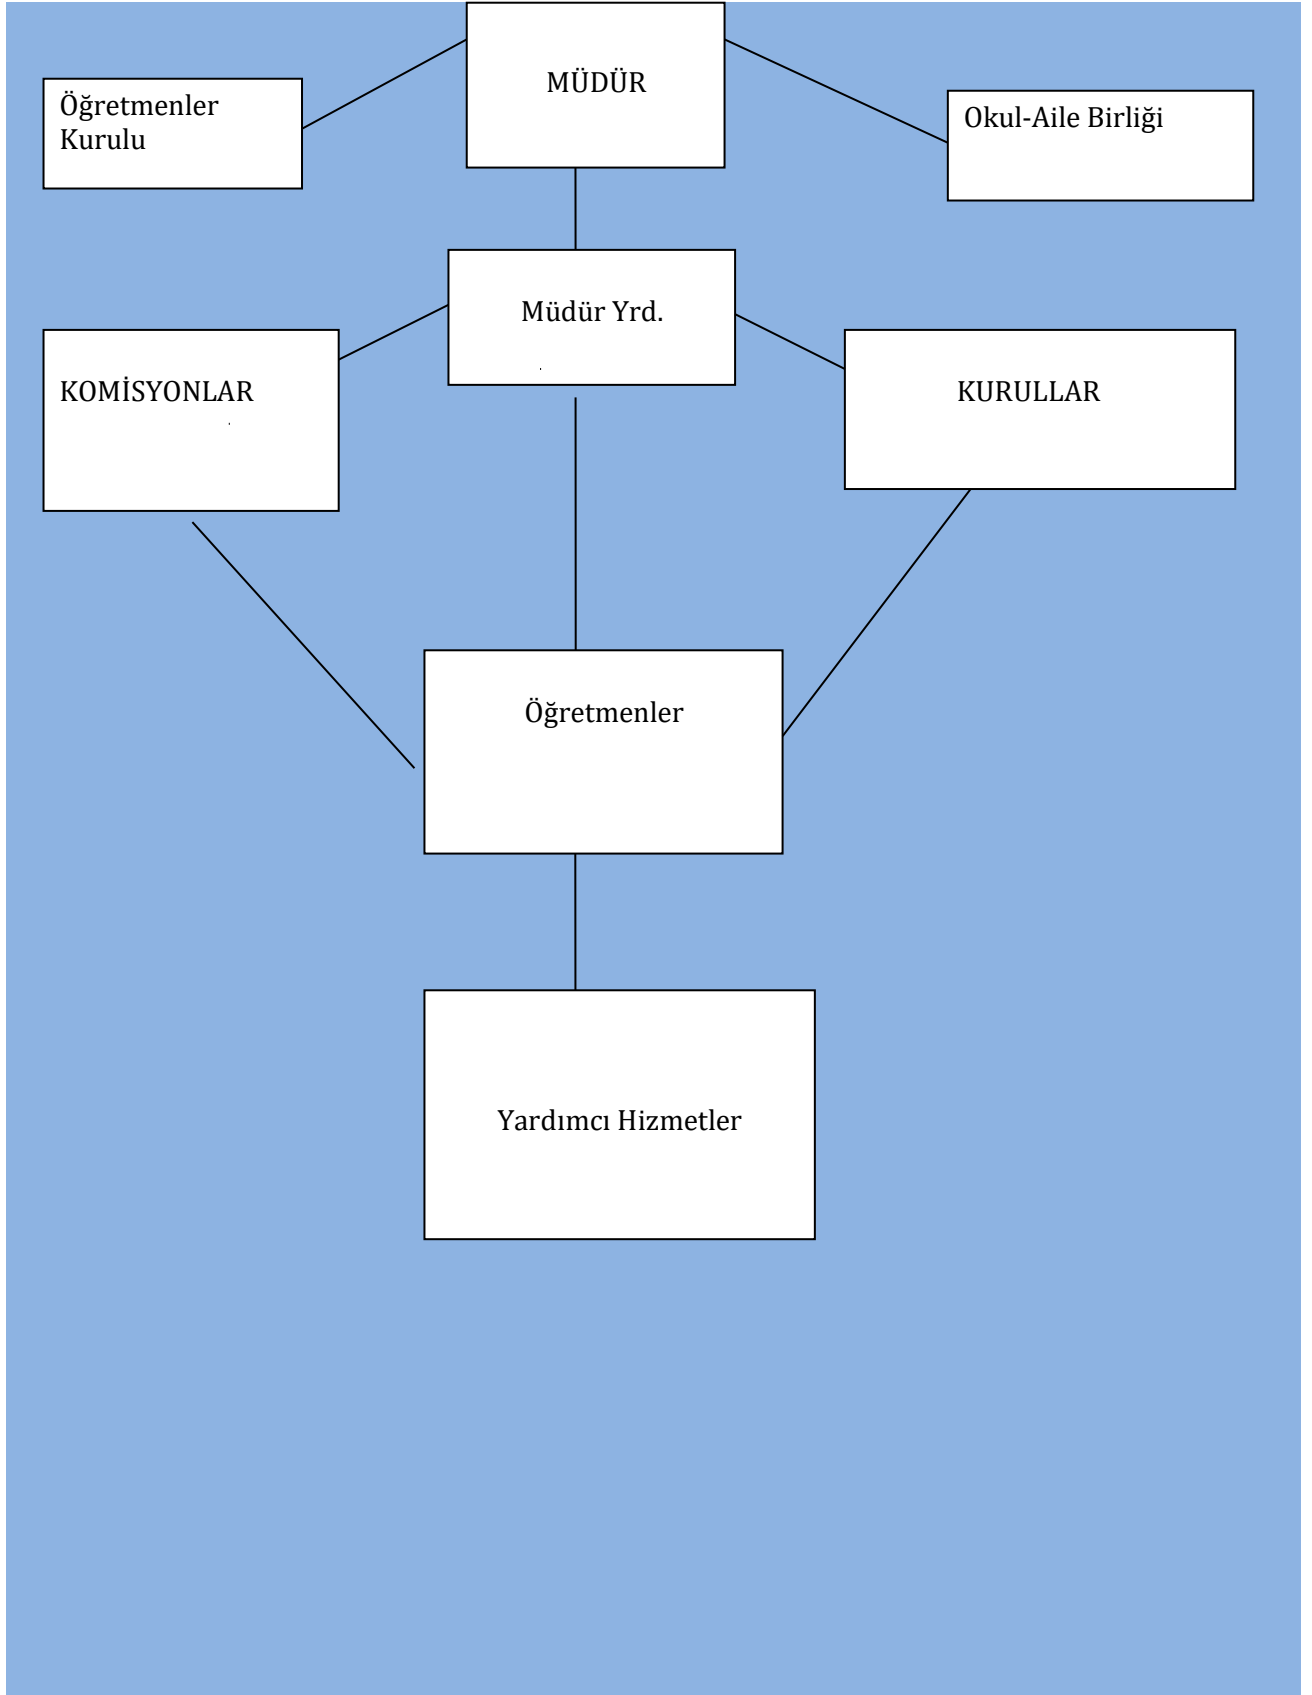 MÜDÜR
Öğretmenler
Kurulu
Okul-Aile Birliği
Müdür Yrd.
.
KOMİSYONLAR
.
KURULLAR
Öğretmenler
Yardımcı Hizmetler